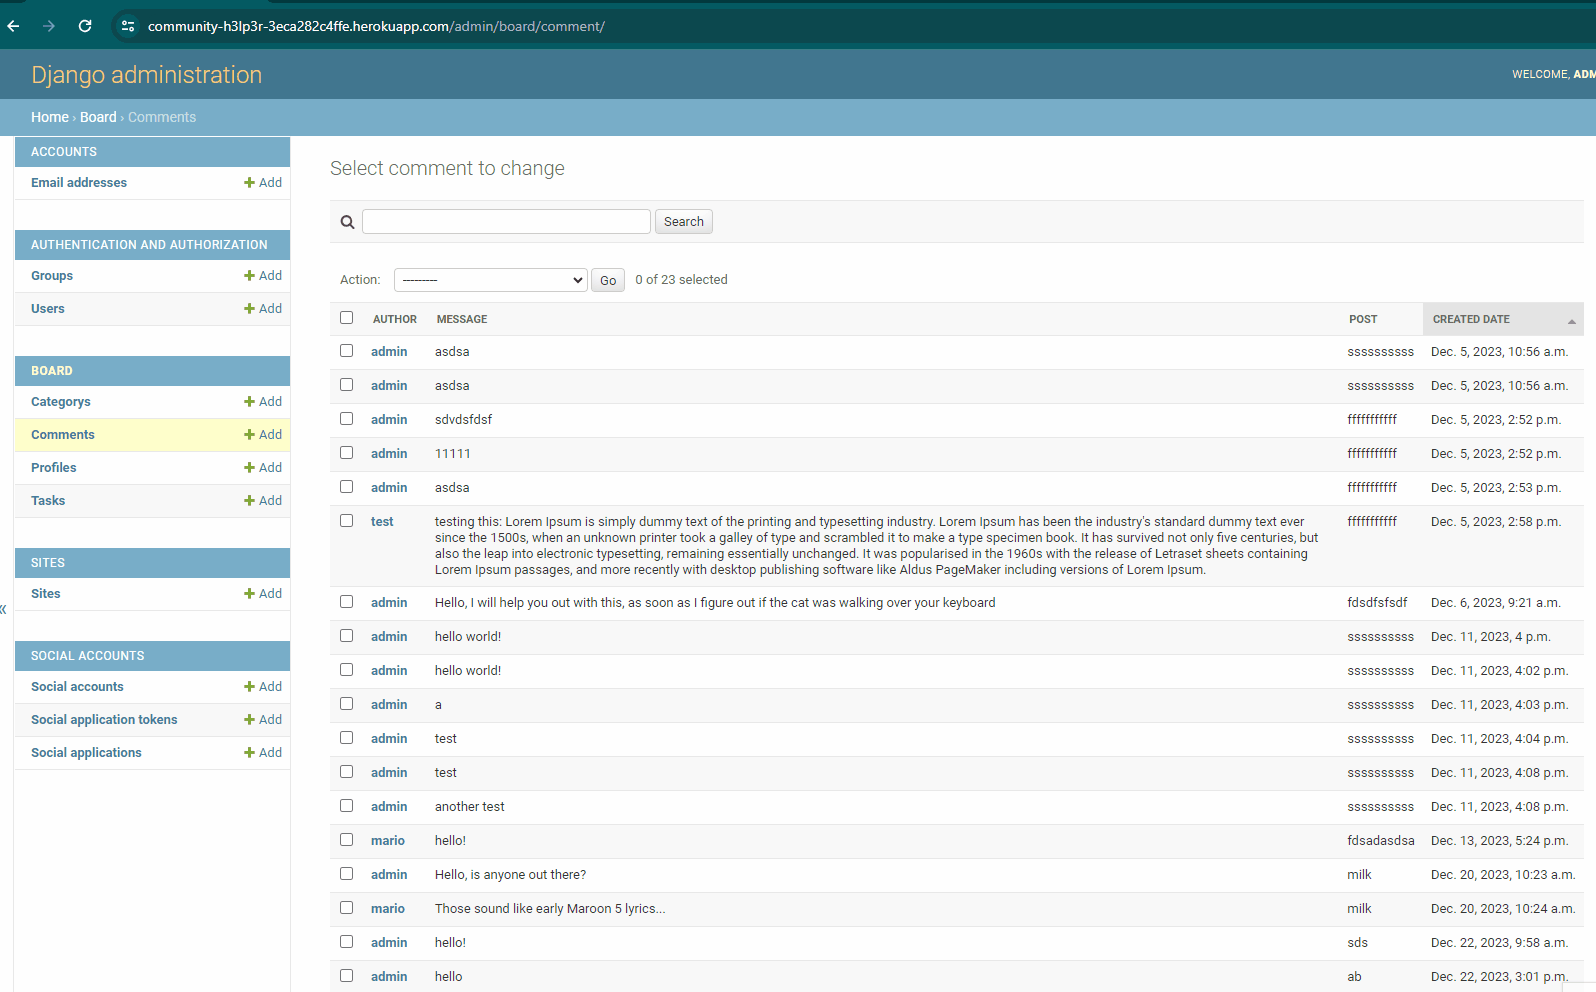 community-h3lp3r-3eca282c4ffe.herokuapp.com/admin/board/comment/
Django administration
WELCOME, ADM
Home › Board › Comments
ACCOUNTS
Email addresses
Add
AUTHENTICATION AND AUTHORIZATION
Groups
Add
Users
Add
BOARD
Categorys
Add
Comments
Add
Profiles
Add
Tasks
Add
SITES
Sites
Add
SOCIAL ACCOUNTS
Social accounts
Add
Social application tokens
Add
Social applications
Add
«
Select comment to change
Search
Action: --------- Go 0 of 23 selected
AUTHOR MESSAGE POST CREATED DATE
admin asdsa ssssssssss Dec. 5, 2023, 10:56 a.m.
admin asdsa ssssssssss Dec. 5, 2023, 10:56 a.m.
admin sdvdsfdsf fffffffffff Dec. 5, 2023, 2:52 p.m.
admin 11111 fffffffffff Dec. 5, 2023, 2:52 p.m.
admin asdsa fffffffffff Dec. 5, 2023, 2:53 p.m.
test testing this: Lorem Ipsum is simply dummy text of the printing and typesetting industry. Lorem Ipsum has been the industry's standard dummy text ever fffffffffff Dec. 5, 2023, 2:58 p.m.
since the 1500s, when an unknown printer took a galley of type and scrambled it to make a type specimen book. It has survived not only five centuries, but
also the leap into electronic typesetting, remaining essentially unchanged. It was popularised in the 1960s with the release of Letraset sheets containing
Lorem Ipsum passages, and more recently with desktop publishing software like Aldus PageMaker including versions of Lorem Ipsum.
admin Hello, I will help you out with this, as soon as I figure out if the cat was walking over your keyboard fdsdfsfsdf Dec. 6, 2023, 9:21 a.m.
admin hello world! ssssssssss Dec. 11, 2023, 4 p.m.
admin hello world! ssssssssss Dec. 11, 2023, 4:02 p.m.
admin a ssssssssss Dec. 11, 2023, 4:03 p.m.
admin test ssssssssss Dec. 11, 2023, 4:04 p.m.
admin test ssssssssss Dec. 11, 2023, 4:08 p.m.
admin another test ssssssssss Dec. 11, 2023, 4:08 p.m.
mario hello! fdsadasdsa Dec. 13, 2023, 5:24 p.m.
admin Hello, is anyone out there? milk Dec. 20, 2023, 10:23 a.m.
mario Those sound like early Maroon 5 lyrics... milk Dec. 20, 2023, 10:24 a.m.
admin hello! sds Dec. 22, 2023, 9:58 a.m.
admin hello ab Dec. 22, 2023, 3:01 p.m.